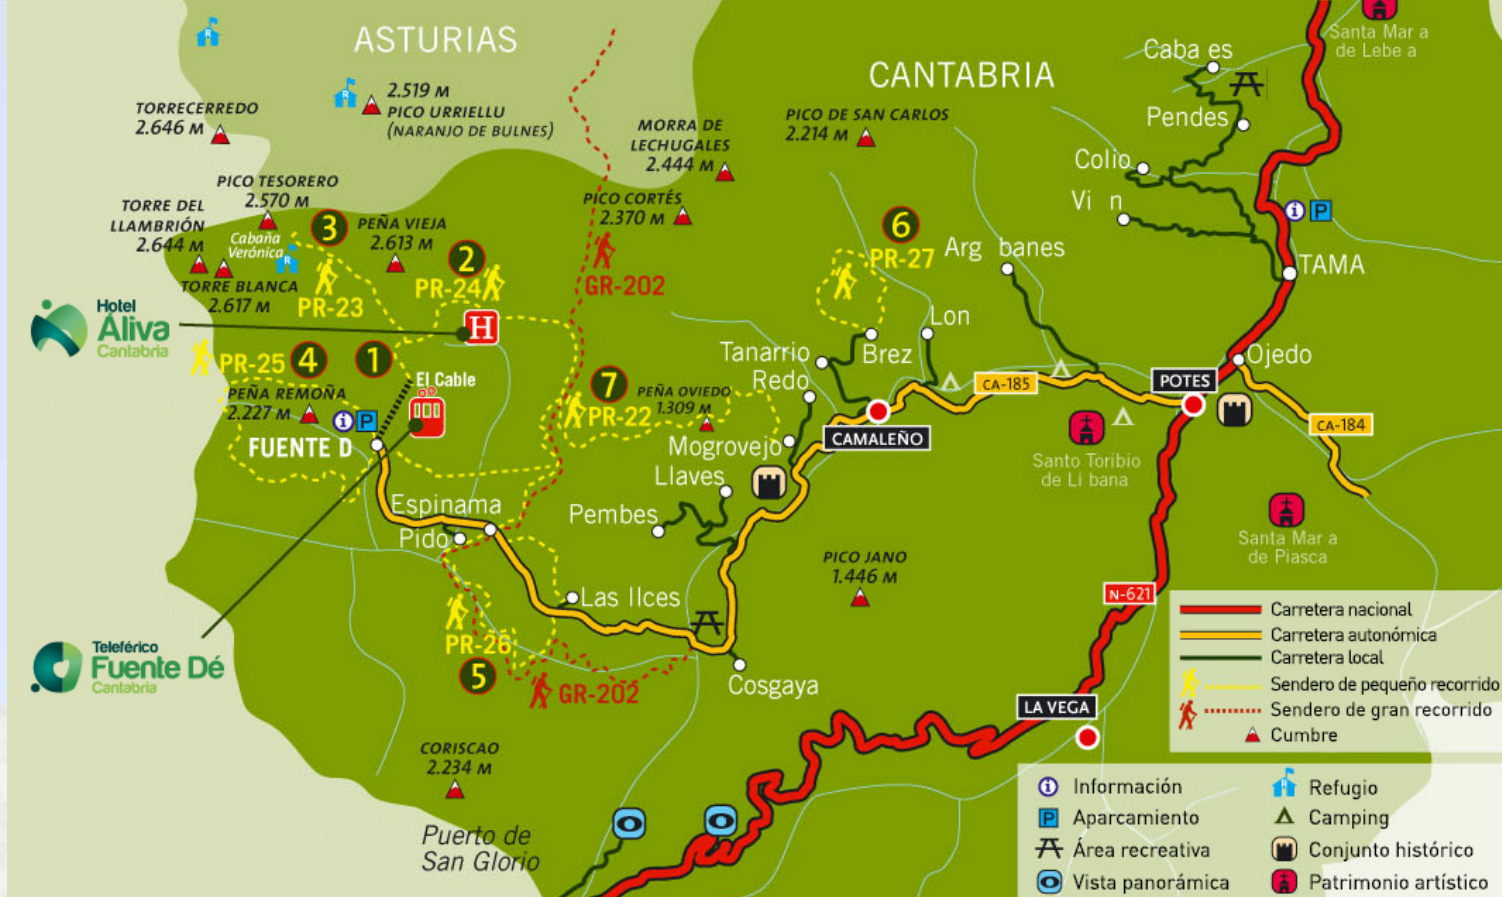 ASTURIAS
CANTABRIA
Santa Mar a
de Lebe a
Caba es
Pendes
Colio
Vi n
TORRECERREDO
2.646 M
2.519 M
PICO URRIELLU
(NARANJO DE BULNES)
MORRA DE
LECHUGALES
2.444 M
PICO DE SAN CARLOS
2.214 M
PICO TESORERO
2.570 M
TORRE DEL
LLAMBRIÓN
2.644 M
Cabaña
Verónica
R
R
R
TORRE BLANCA
2.617 M
3
PR-23
PEÑA VIEJA
2.613 M
2
PR-24
PICO CORTÉS
2.370 M
GR-202
6
PR-27
Arg banes
i P
TAMA
Hotel
Áliva
Cantabria
H
Lon
Brez
Tanarrio
Redo
Ojedo
PR-25
4
1
El Cable
PEÑA REMOÑA
2.227 M
i P
FUENTE D
7
PR-22
PEÑA OVIEDO
1.309 M
CA-185
POTES
CA-184
CAMALEÑO
Mogrovejo
Llaves
Pembes
Santo Toribio
de Li bana
Santa Mar a
de Piasca
Espinama
Pido
PICO JANO
1.446 M
Las Ilces
N-621
PR-26
5
GR-202
Cosgaya
LA VEGA
Teleférico
Fuente Dé
Cantabria
CORISCAO
2.234 M
Puerto de
San Glorio
Carretera nacional
Carretera autonómica
Carretera local
Sendero de pequeño recorrido
Sendero de gran recorrido
Cumbre
i Información
P Aparcamiento
Área recreativa
Vista panorámica
R Refugio
Camping
Conjunto histórico
Patrimonio artístico